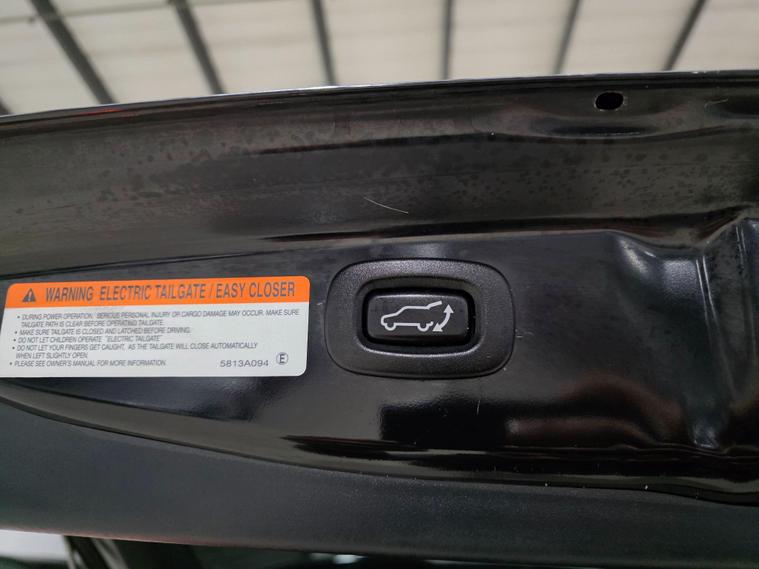 WARNING ELECTRIC TAILGATE / EASY CLOSER
• DURING POWER OPERATION, SERIOUS PERSONAL INJURY OR CARGO DAMAGE MAY OCCUR. MAKE SURE
TAILGATE PATH IS CLEAR BEFORE OPERATING TAILGATE.
• MAKE SURE TAILGATE IS CLOSED AND LATCHED BEFORE DRIVING.
• DO NOT LET CHILDREN OPERATE "ELECTRIC TAILGATE"
• DO NOT LET YOUR FINGERS GET CAUGHT, AS THE TAILGATE WILL CLOSE AUTOMATICALLY
WHEN LEFT SLIGHTLY OPEN.
• PLEASE SEE OWNER'S MANUAL FOR MORE INFORMATION. 5813A094 E